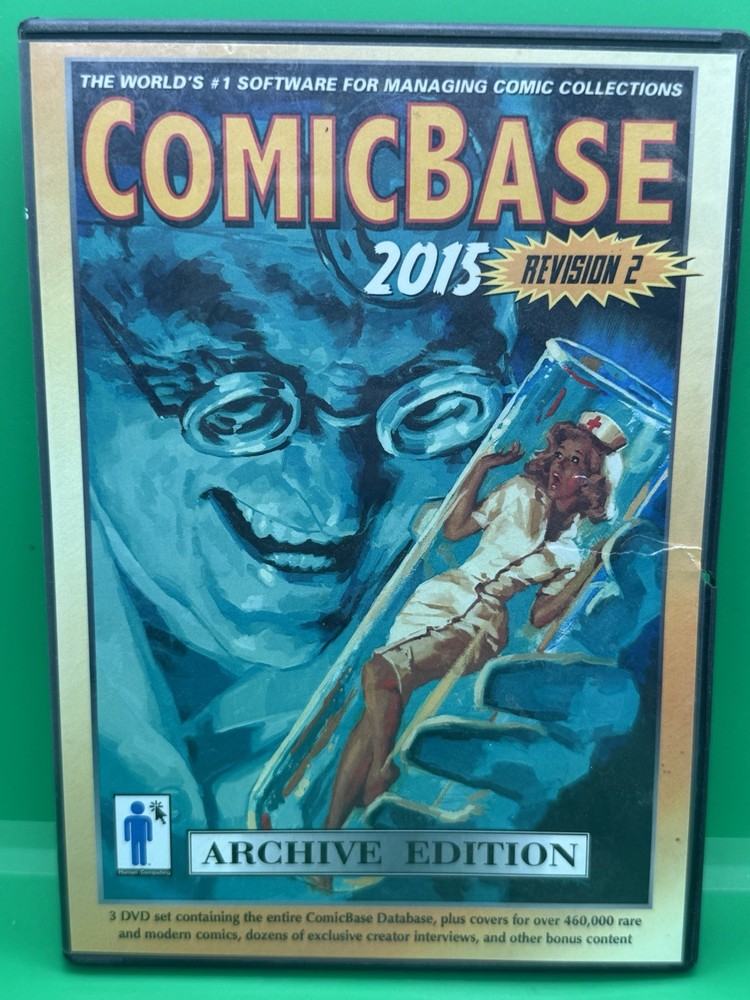 THE WORLD'S #1 SOFTWARE FOR MANAGING COMIC COLLECTIONS
COMICBASE
2015 REVISION 2
Human Computing
ARCHIVE EDITION
3 DVD set containing the entire ComicBase Database, plus covers for over 460,000 rare
and modern comics, dozens of exclusive creator interviews, and other bonus content